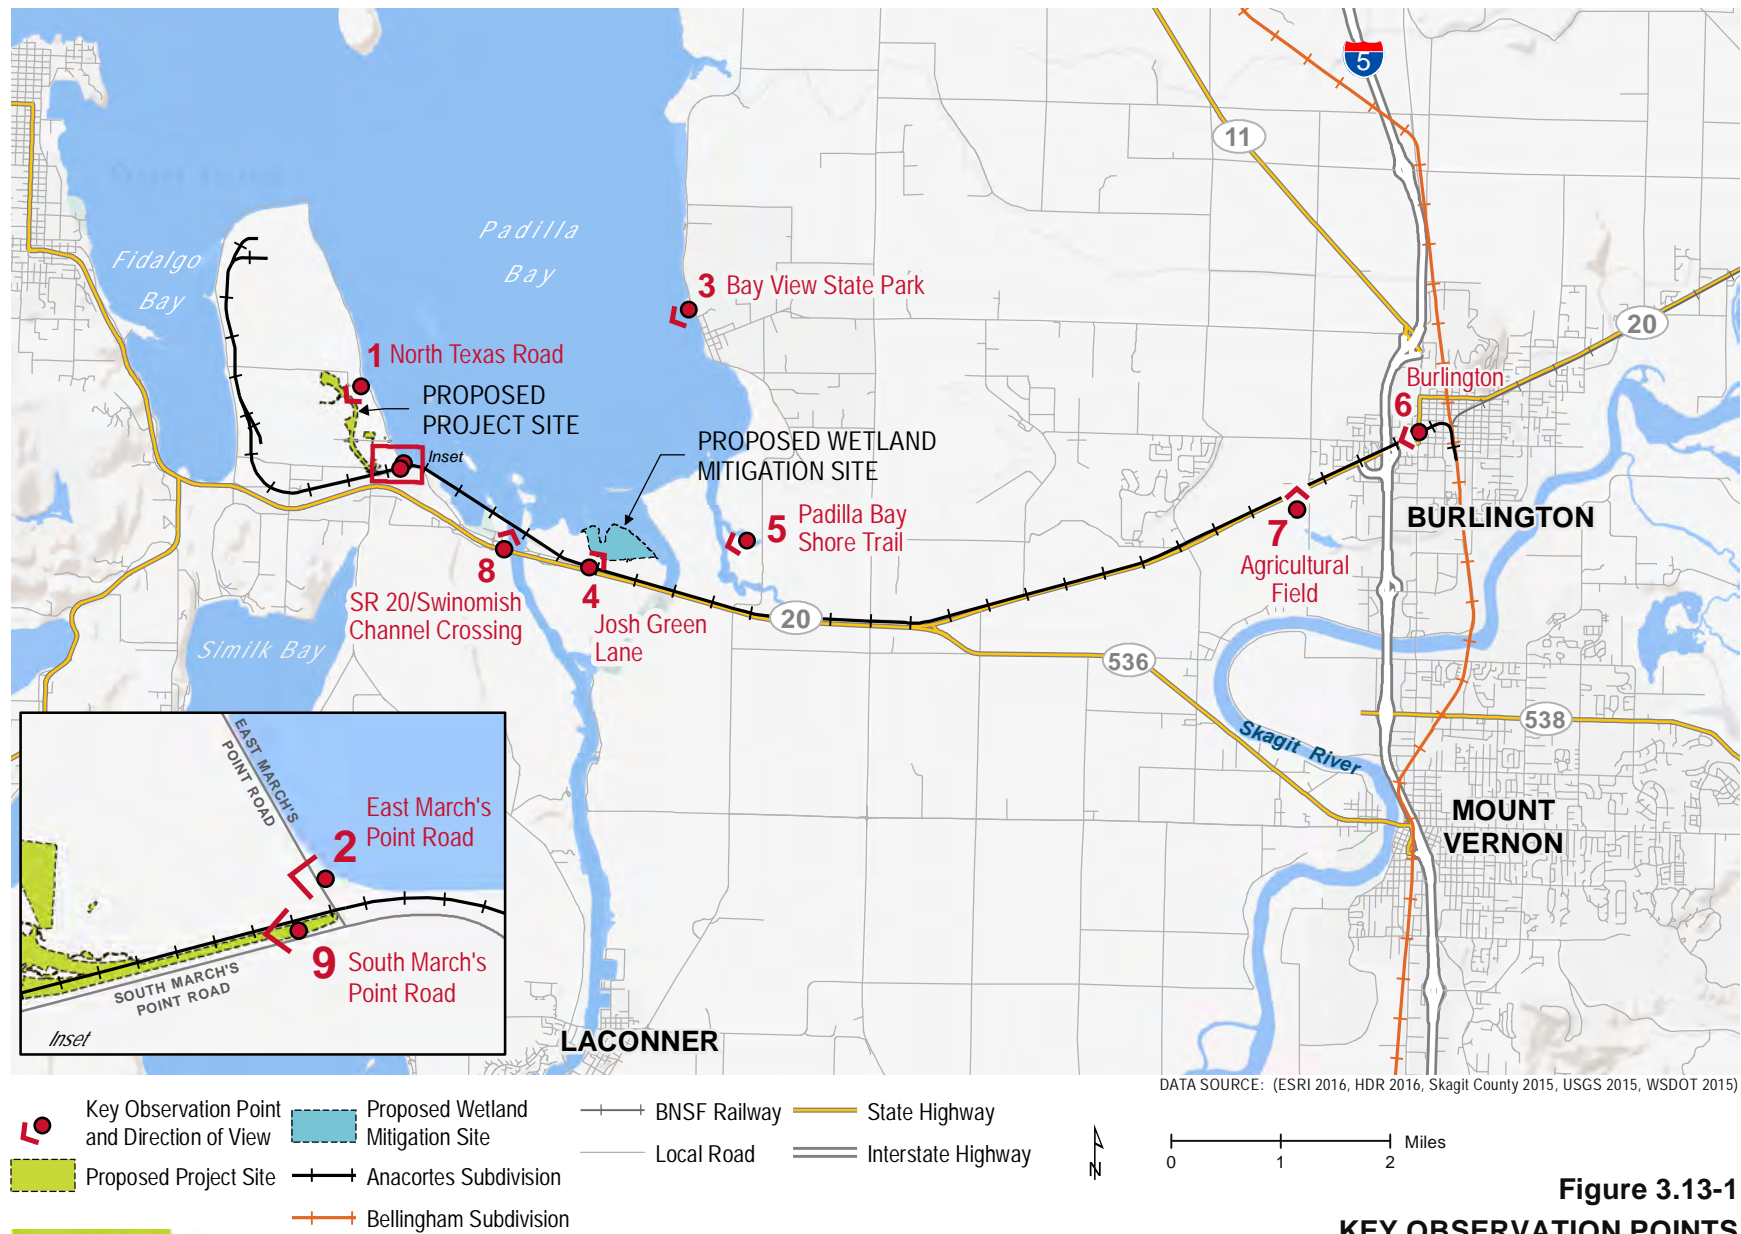 5
11
Padilla
Bay
Fidalgo
Bay
3 Bay View State Park
20
1 North Texas Road
PROPOSED
PROJECT SITE
Burlington
6
Inset
PROPOSED WETLAND
MITIGATION SITE
5 Padilla Bay
Shore Trail
7
BURLINGTON
Agricultural
Field
8
4
SR 20/Swinomish
Channel Crossing
Josh Green
Lane
20
536
Similk Bay
538
Skagit River
MOUNT
VERNON
EAST MARCH'S
POINT ROAD
East March's
Point Road
2
9 South March's
Point Road
SOUTH MARCH'S
POINT ROAD
Inset
LACONNER
DATA SOURCE: (ESRI 2016, HDR 2016, Skagit County 2015, USGS 2015, WSDOT 2015)
Key Observation Point
and Direction of View
Proposed Project Site
Proposed Wetland
Mitigation Site
Anacortes Subdivision
Bellingham Subdivision
BNSF Railway
Local Road
State Highway
Interstate Highway
N
Miles
0 1 2
Figure 3.13-1
KEY OBSERVATION POINTS